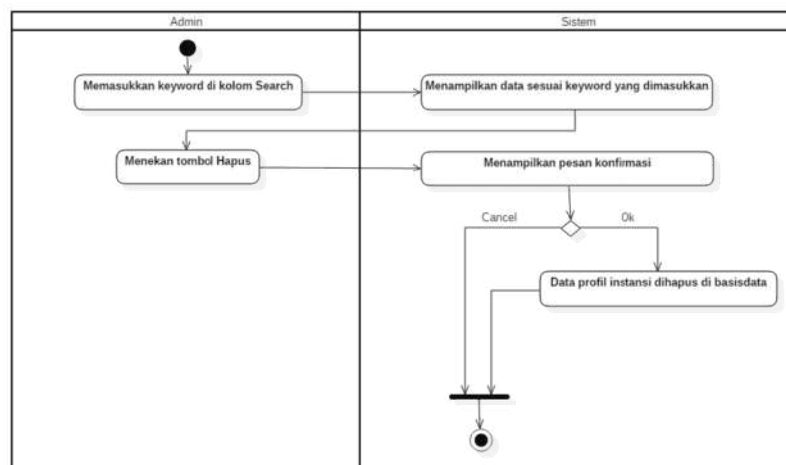 Admin
Sistem
Memasukkan keyword di kolom Search
Menampilkan data sesuai keyword yang dimasukkan
Menekan tombol Hapus
Menampilkan pesan konfirmasi
Cancel
Ok
Data profil instansi dihapus di basisdata